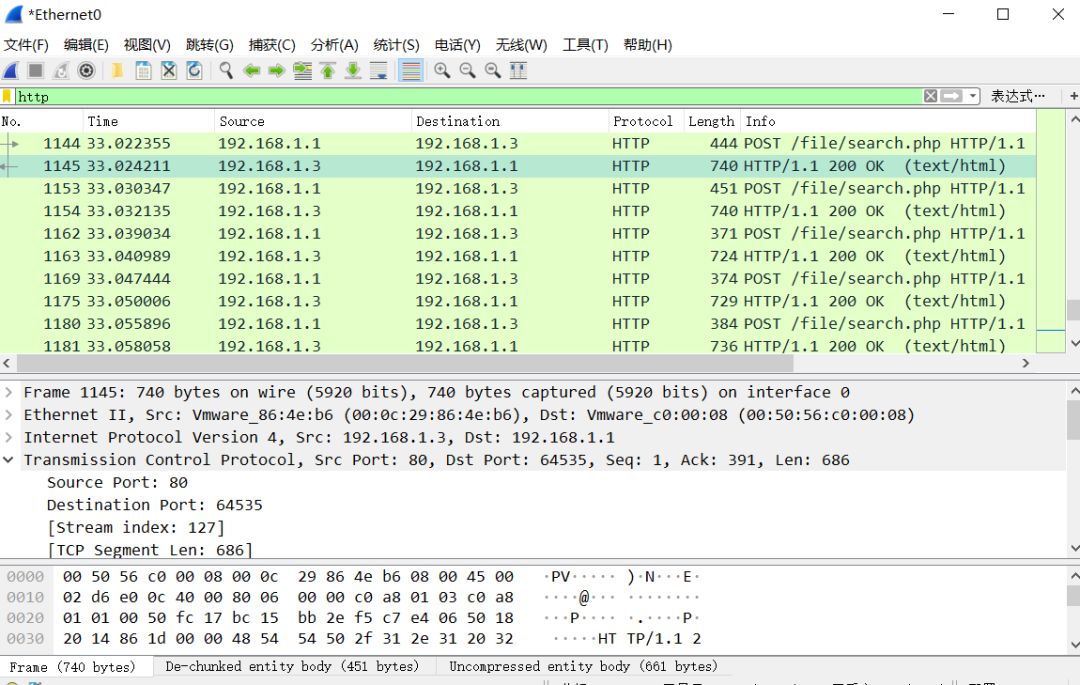 *Ethernet0
文件(F) 编辑(E) 视图(V) 跳转(G) 捕获(C) 分析(A) 统计(S) 电话(Y) 无线(W) 工具(T) 帮助(H)
http 表达式… +
No. Time Source Destination Protocol Length Info
1144 33.022355 192.168.1.1 192.168.1.3 HTTP 444 POST /file/search.php HTTP/1.1
1145 33.024211 192.168.1.3 192.168.1.1 HTTP 740 HTTP/1.1 200 OK (text/html)
1153 33.030347 192.168.1.1 192.168.1.3 HTTP 451 POST /file/search.php HTTP/1.1
1154 33.032135 192.168.1.3 192.168.1.1 HTTP 740 HTTP/1.1 200 OK (text/html)
1162 33.039034 192.168.1.1 192.168.1.3 HTTP 371 POST /file/search.php HTTP/1.1
1163 33.040989 192.168.1.3 192.168.1.1 HTTP 724 HTTP/1.1 200 OK (text/html)
1169 33.047444 192.168.1.1 192.168.1.3 HTTP 374 POST /file/search.php HTTP/1.1
1175 33.050006 192.168.1.3 192.168.1.1 HTTP 729 HTTP/1.1 200 OK (text/html)
1180 33.055896 192.168.1.1 192.168.1.3 HTTP 384 POST /file/search.php HTTP/1.1
1181 33.058058 192.168.1.3 192.168.1.1 HTTP 736 HTTP/1.1 200 OK (text/html)
Frame 1145: 740 bytes on wire (5920 bits), 740 bytes captured (5920 bits) on interface 0
Ethernet II, Src: Vmware_86:4e:b6 (00:0c:29:86:4e:b6), Dst: Vmware_c0:00:08 (00:50:56:c0:00:08)
Internet Protocol Version 4, Src: 192.168.1.3, Dst: 192.168.1.1
Transmission Control Protocol, Src Port: 80, Dst Port: 64535, Seq: 1, Ack: 391, Len: 686
Source Port: 80
Destination Port: 64535
[Stream index: 127]
[TCP Segment Len: 686]
0000 00 50 56 c0 00 08 00 0c 29 86 4e b6 08 00 45 00 ·PV····· )·N···E·
0010 02 d6 e0 0c 40 00 80 06 00 00 c0 a8 01 03 c0 a8 ····@··· ········
0020 01 01 00 50 fc 17 bc 15 bb 2e f5 c7 e4 06 50 18 ···P···· ·.····P·
0030 20 14 86 1d 00 00 48 54 54 50 2f 31 2e 31 20 32 ·····HT TP/1.1 2
Frame (740 bytes) De-chunked entity body (451 bytes) Uncompressed entity body (661 bytes)